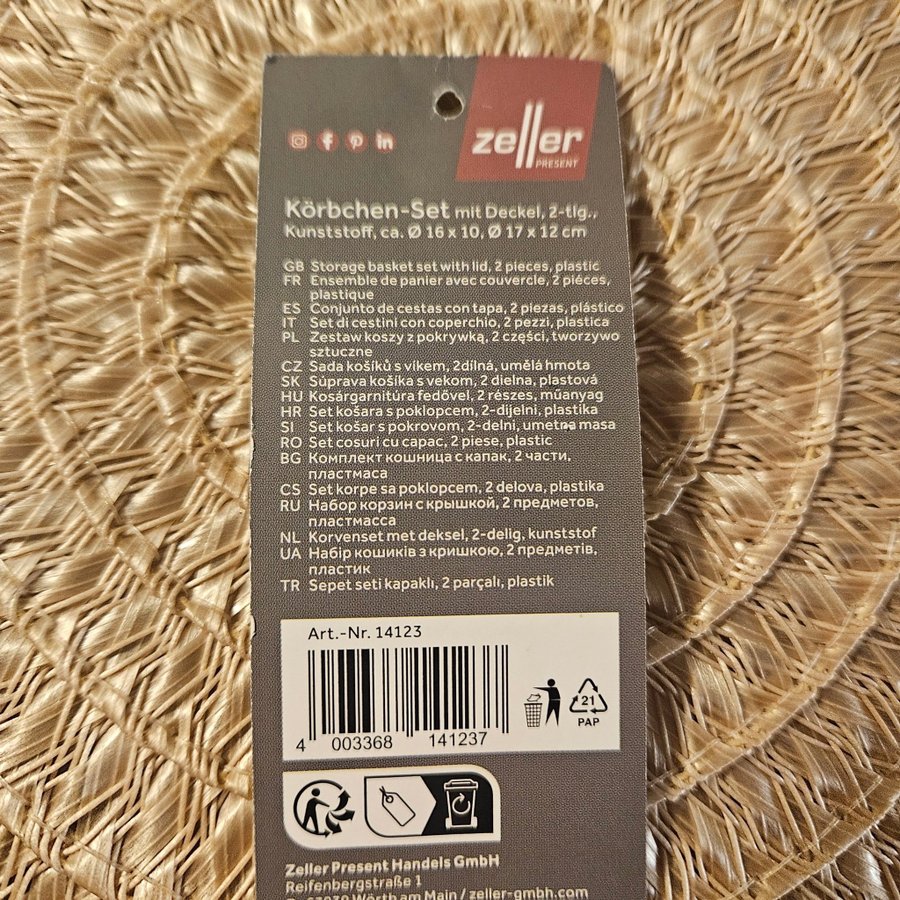 zeller
PRESENT
Körbchen-Set mit Deckel, 2-tlg.,
Kunststoff, ca. Ø 16 x 10, Ø 17 x 12 cm
GB Storage basket set with lid, 2 pieces, plastic
FR Ensemble de panier avec couvercle, 2 pièces,
plastique
ES Conjunto de cestas con tapa, 2 piezas, plástico
IT Set di cestini con coperchio, 2 pezzi, plastica
PL Zestaw koszy z pokrywką, 2 części, tworzywo
sztuczne
CZ Sada košíků s víkem, 2dílná, umělá hmota
SK Súprava košíka s vekom, 2 dielna, plastová
HU Kosárgarnitúra fedővel, 2 részes, műanyag
HR Set košara s poklopcem, 2-dijelni, plastika
SI Set košar s pokrovom, 2-delni, umetna masa
RO Set cosuri cu capac, 2 piese, plastic
BG Комплект кошница с капак, 2 части,
пластмаса
CS Set korpe sa poklopcem, 2 delova, plastika
RU Набор корзин с крышкой, 2 предметов,
пластмасса
NL Korvenset met deksel, 2-delig, kunststof
UA Набір кошиків з кришкою, 2 предметів,
пластик
TR Sepet seti kapaklı, 2 parçalı, plastik
Art.-Nr. 14123
4 003368 141237
21
PAP
Zeller Present Handels GmbH
Reifenbergstraße 1
63939 Wörth am Main / zeller-gmbh.com